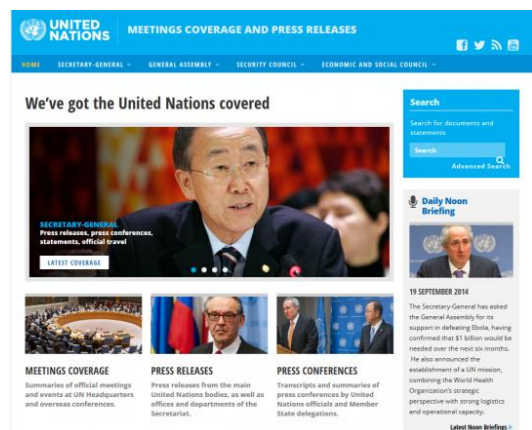 UNITED
NATIONS
MEETINGS COVERAGE AND PRESS RELEASES
HOME
SECRETARY-GENERAL
GENERAL ASSEMBLY
SECURITY COUNCIL
ECONOMIC AND SOCIAL COUNCIL
We've got the United Nations covered
SECRETARY-GENERAL
Press releases, press conferences,
statements, official travel
LATEST COVERAGE
MEETINGS COVERAGE
Summaries of official meetings
and events at UN Headquarters
and overseas conferences.
PRESS RELEASES
Press releases from the main
United Nations bodies, as well as
offices and departments of the
Secretariat.
PRESS CONFERENCES
Transcripts and summaries of
press conferences by United
Nations officials and Member
State delegations.
Search
Search for documents and
statements
Search
Advanced Search
Daily Noon
Briefing
19 SEPTEMBER 2014
The Secretary-General has asked
the General Assembly for its
support in defeating Ebola, having
confirmed that $1 billion would be
needed over the next six months.
He also announced the
establishment of a UN mission,
combining the World Health
Organization's strategic
perspective with strong logistics
and operational capacity.
Latest Noon Briefings »